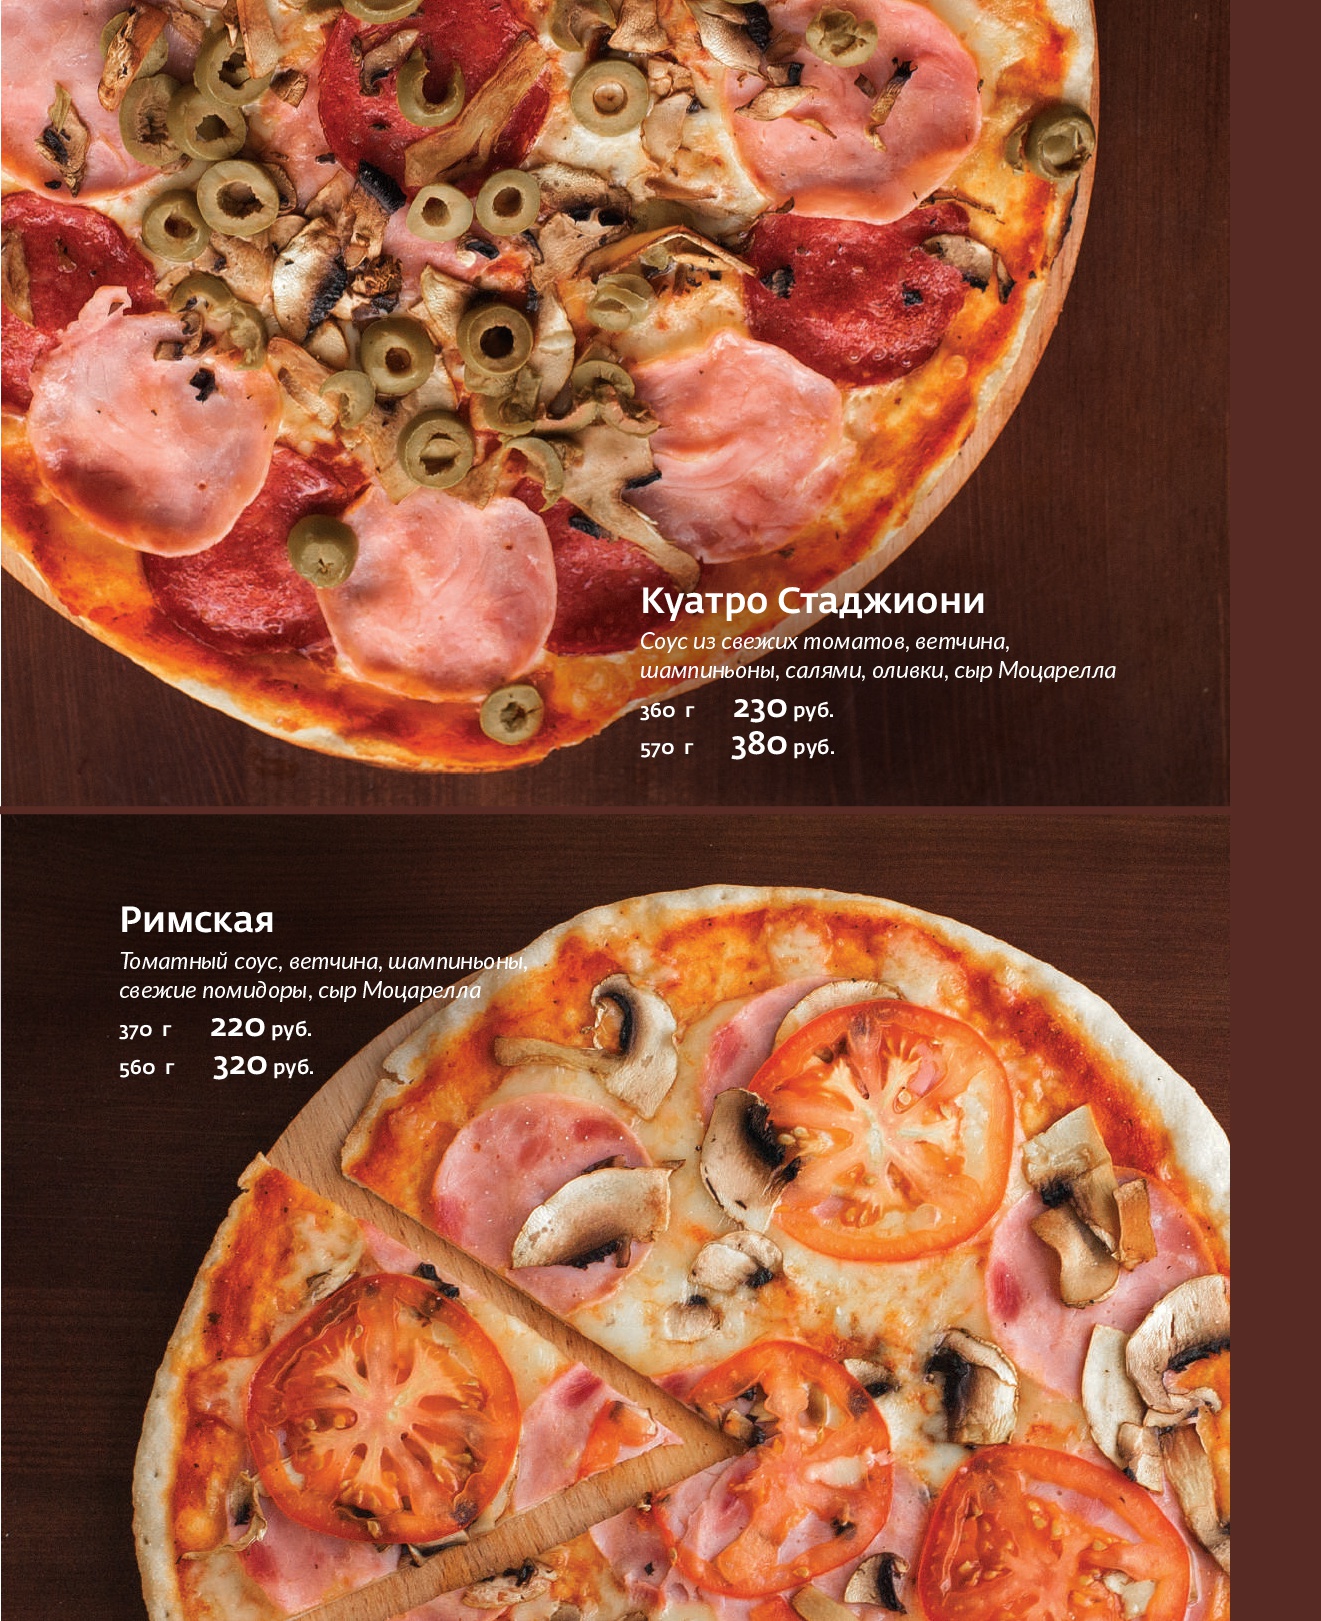 Куатро Стаджиони
Соус из свежих томатов, ветчина,
шампиньоны, салями, оливки, сыр Моцарелла
360 г 230 руб.
570 г 380 руб.
Римская
Томатный соус, ветчина, шампиньоны,
свежие помидоры, сыр Моцарелла
370 г 220 руб.
560 г 320 руб.